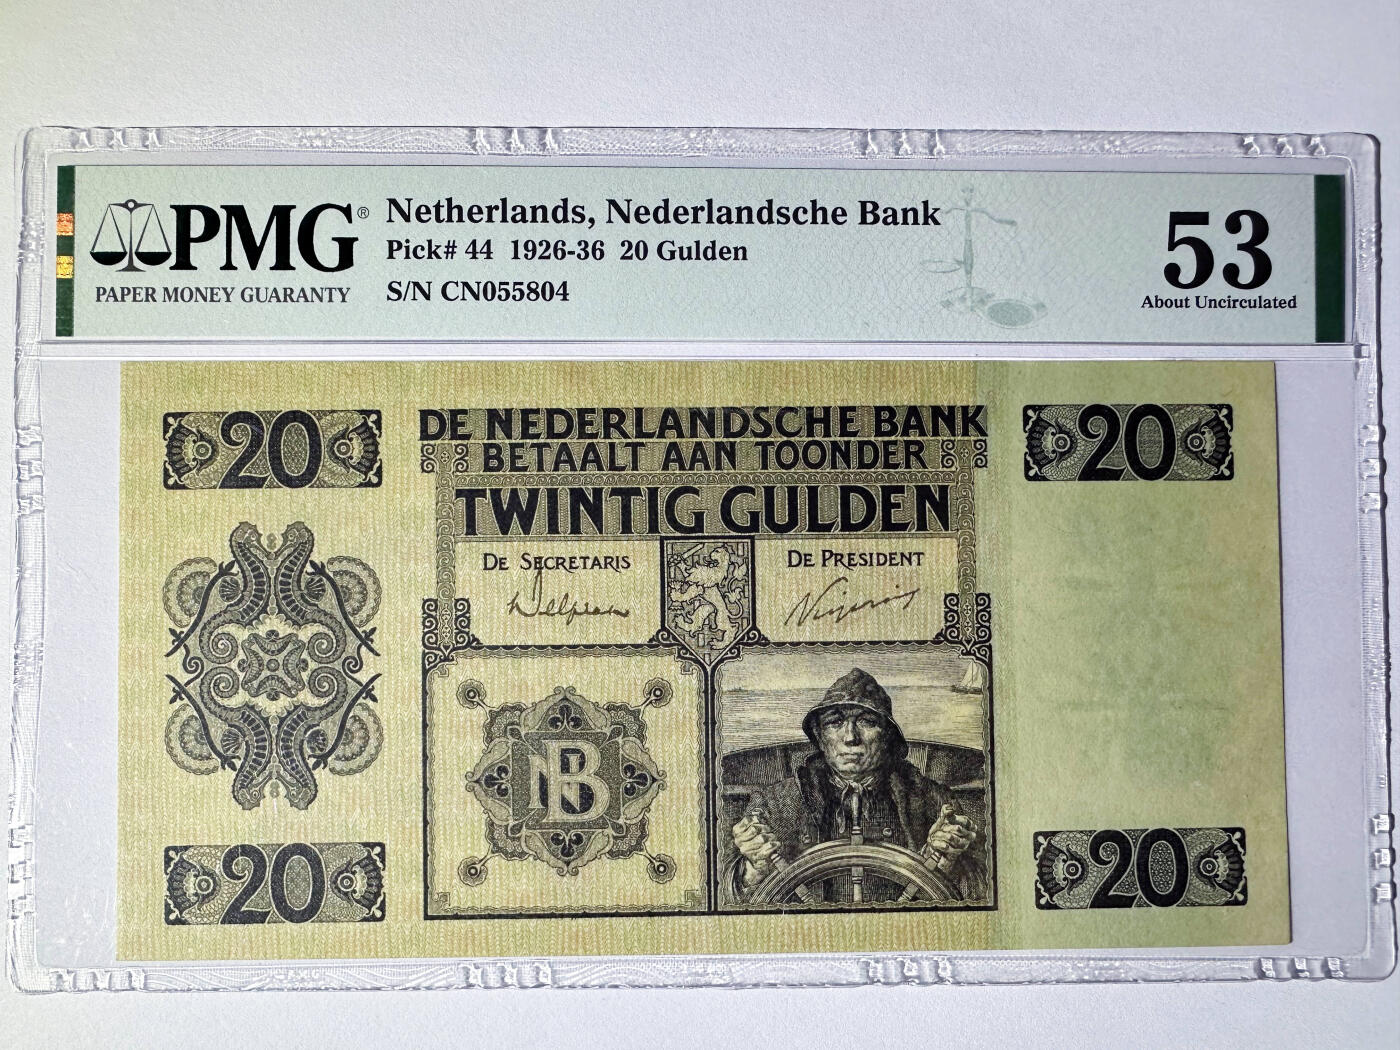 PMG®
PAPER MONEY GUARANTY
Netherlands, Nederlandsche Bank
Pick# 44 1926-36 20 Gulden
S/N CN055804
53
About Uncirculated
20
DE NEDERLANDSCHE BANK
BETAALT AAN TOONDER
TWINTIG GULDEN
20
DE SECRETARIS
DE PRESIDENT
NB
20
20